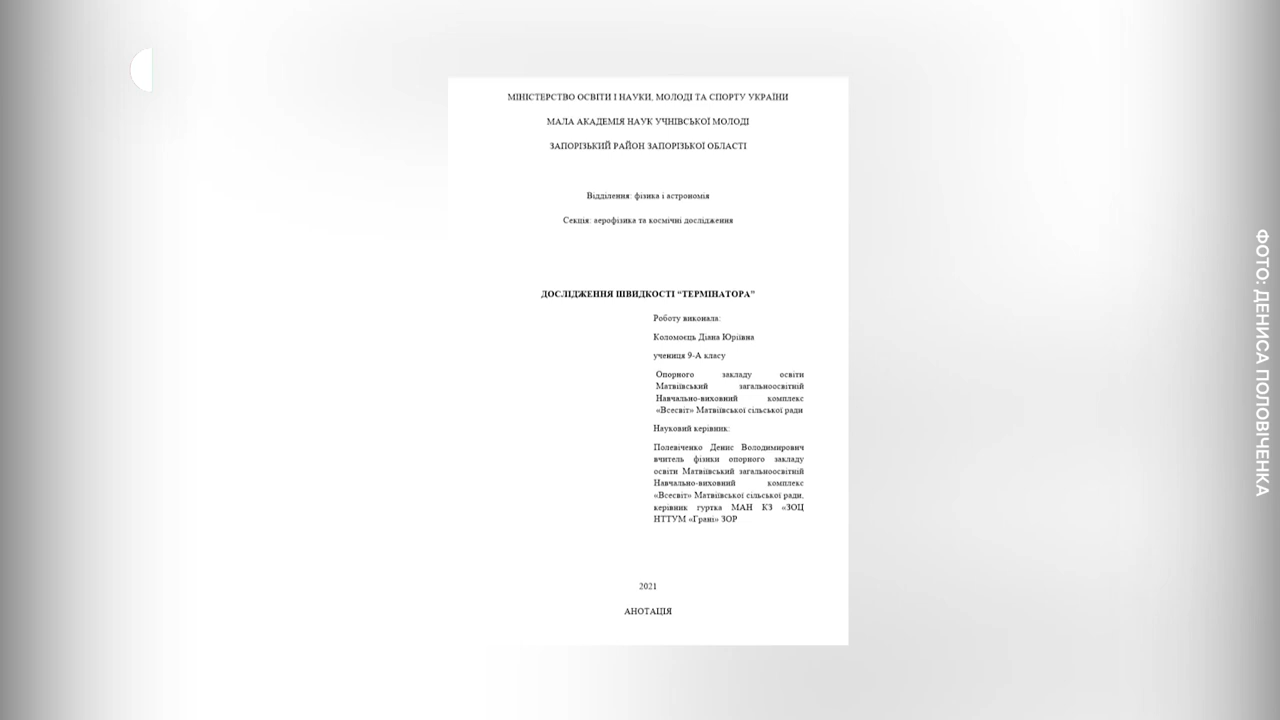 МІНІСТЕРСТВО ОСВІТИ І НАУКИ, МОЛОДІ ТА СПОРТУ УКРАЇНИ
МАЛА АКАДЕМІЯ НАУК УЧНІВСЬКОЇ МОЛОДІ
ЗАПОРІЗЬКИЙ РАЙОН ЗАПОРІЗЬКОЇ ОБЛАСТІ
Відділення: фізика і астрономія
Секція: аерофізика та космічні дослідження
ДОСЛІДЖЕННЯ ШВИДКОСТІ “ТЕРМІНАТОРА”
Роботу виконала:
Коломоєць Діана Юріївна
учениця 9-А класу
Опорного закладу освіти
Матвіївський загальноосвітній
Навчально-виховний комплекс
«Всесвіт» Матвіївської сільської ради
Науковий керівник:
Полевіченко Денис Володимирович
вчитель фізики опорного закладу
освіти Матвіївський загальноосвітній
Навчально-виховний комплекс
«Всесвіт» Матвіївської сільської ради,
керівник гуртка МАН КЗ «ЗОЦ
НТТУМ «Грані» ЗОР
2021
АНОТАЦІЯ
ФОТО: ДЕНИСА ПОЛОВІЧЕНКА